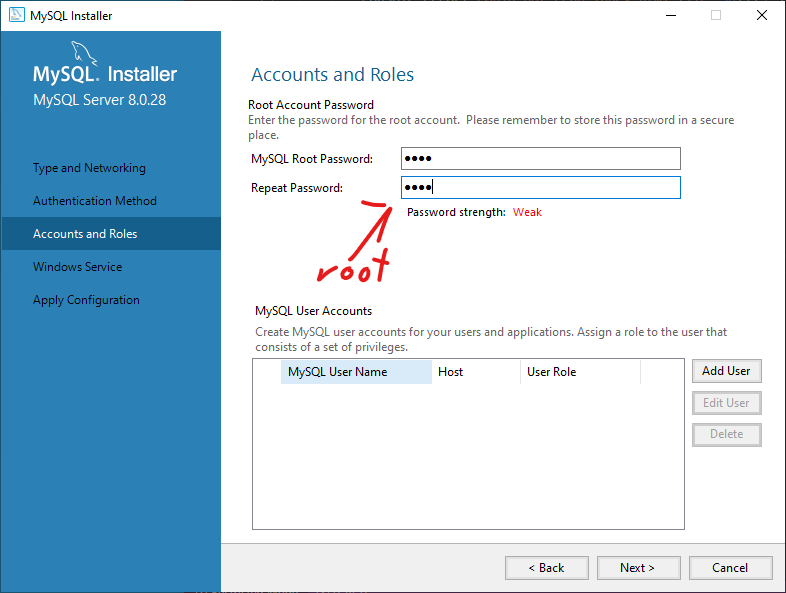 MySQL Installer
MySQL. Installer
MySQL Server 8.0.28
Type and Networking
Authentication Method
Accounts and Roles
Windows Service
Apply Configuration
Accounts and Roles
Root Account Password
Enter the password for the root account. Please remember to store this password in a secure
place.
MySQL Root Password: ●●●●
Repeat Password: ●●●●
Password strength: Weak
root
MySQL User Accounts
Create MySQL user accounts for your users and applications. Assign a role to the user that
consists of a set of privileges.
MySQL User Name Host User Role
Add User
Edit User
Delete
< Back Next > Cancel